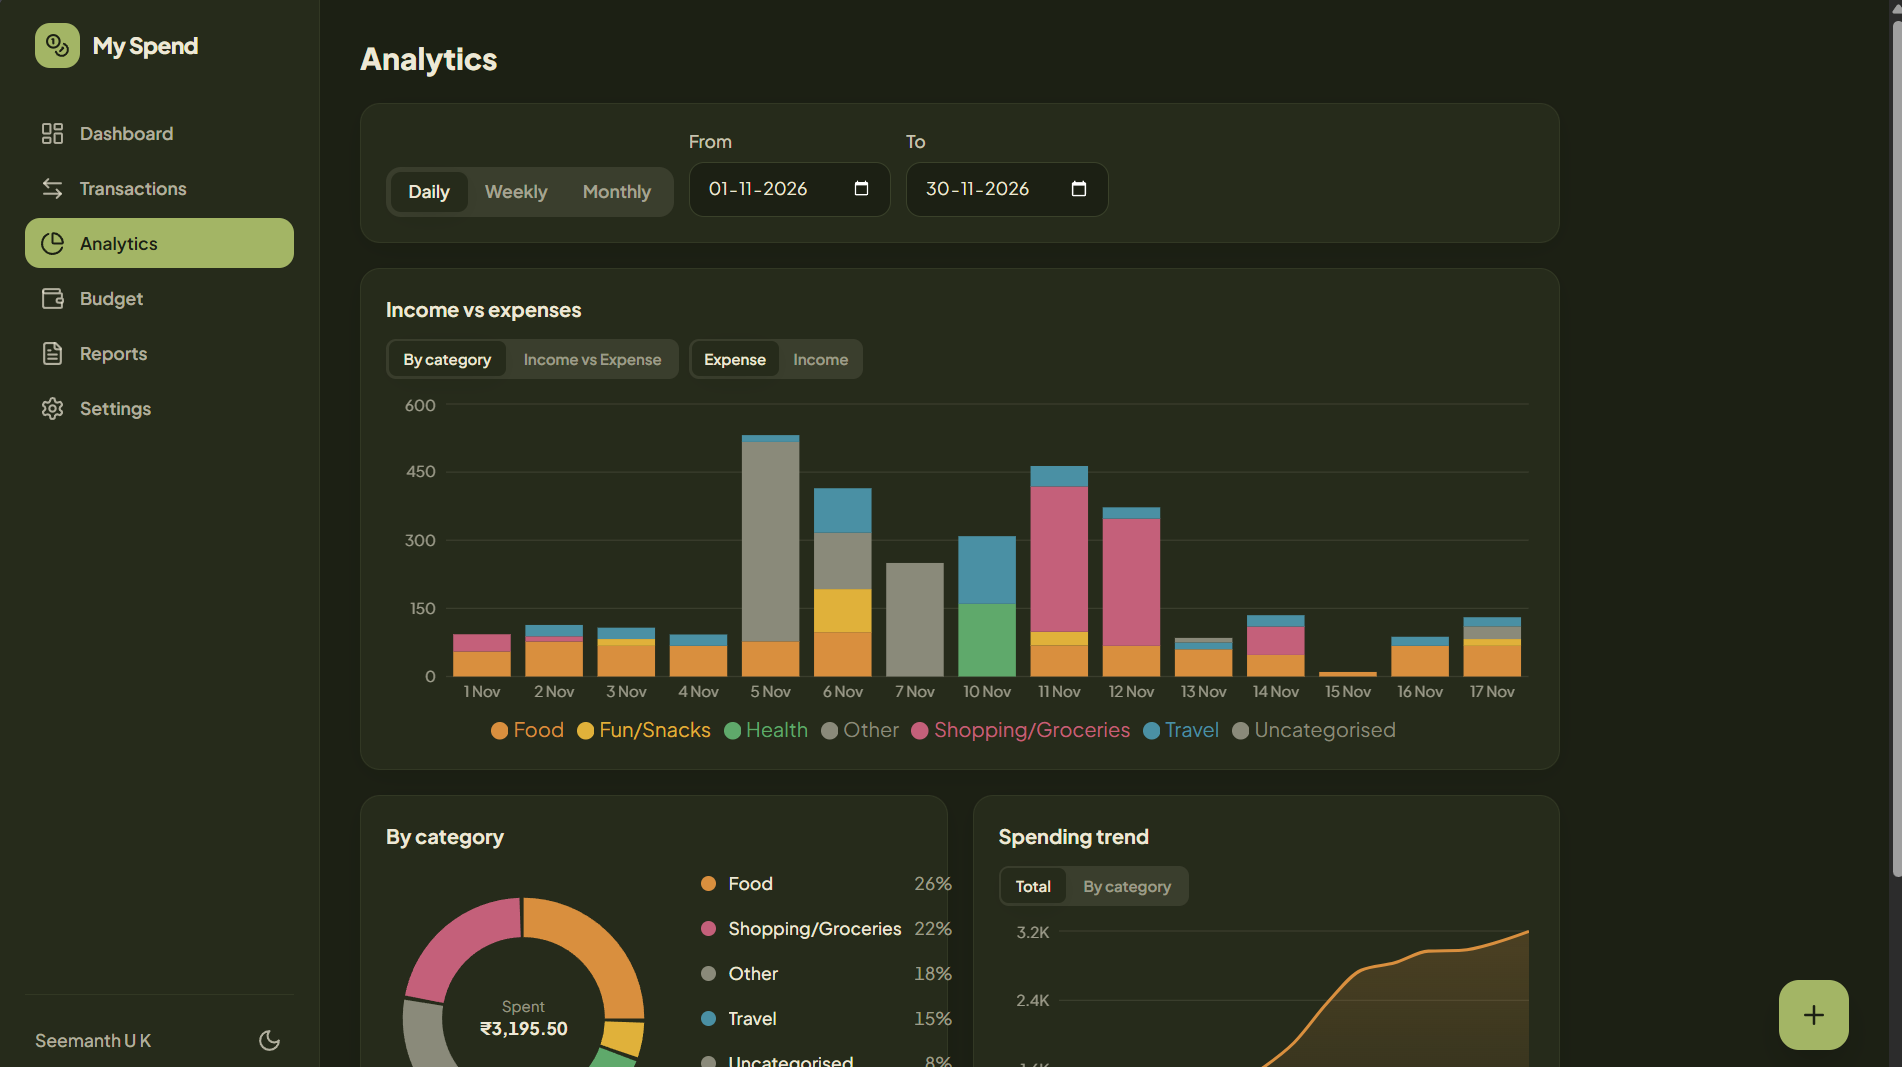 My Spend
Dashboard
Transactions
Analytics
Budget
Reports
Settings
Seemanth U K
Analytics
From
To
Daily Weekly Monthly
01-11-2026
30-11-2026
Income vs expenses
By category Income vs Expense Expense Income
600
450
300
150
0
1 Nov 2 Nov 3 Nov 4 Nov 5 Nov 6 Nov 7 Nov 10 Nov 11 Nov 12 Nov 13 Nov 14 Nov 15 Nov 16 Nov 17 Nov
Food Fun/Snacks Health Other Shopping/Groceries Travel Uncategorised
By category
Spent
₹3,195.50
Food 26%
Shopping/Groceries 22%
Other 18%
Travel 15%
Uncategorised 8%
Spending trend
Total By category
3.2K
2.4K